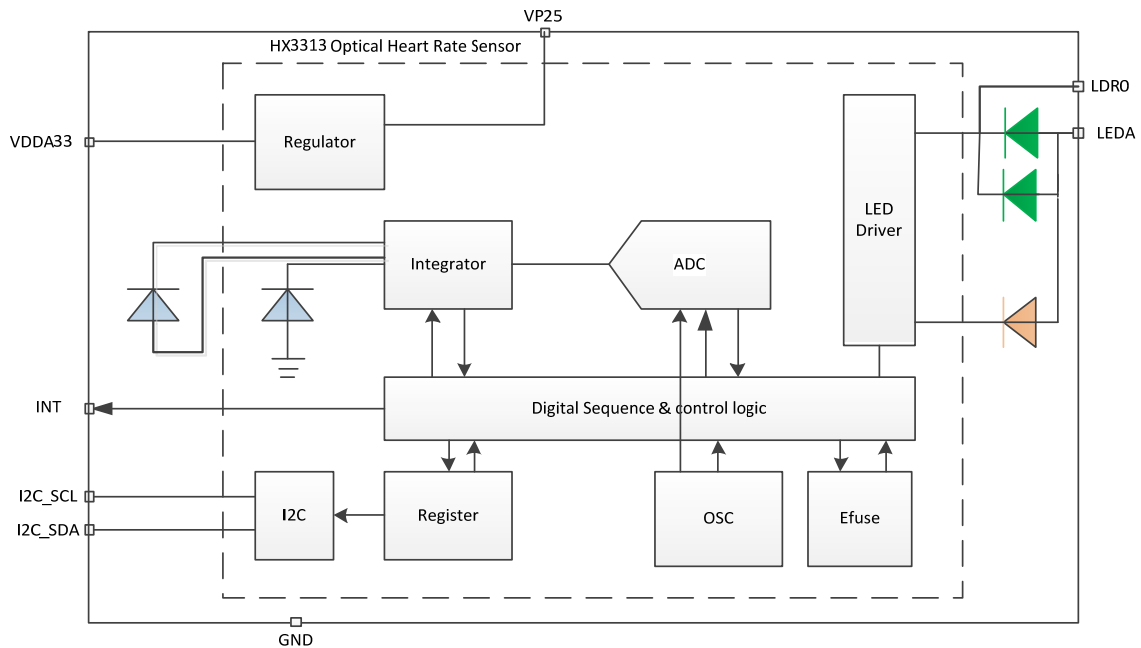 VP25
HX3313 Optical Heart Rate Sensor
LDR0
LEDA
VDDA33
Regulator
LED
Driver
Integrator
ADC
INT
Digital Sequence & control logic
I2C_SCL
I2C_SDA
I2C
Register
OSC
Efuse
GND